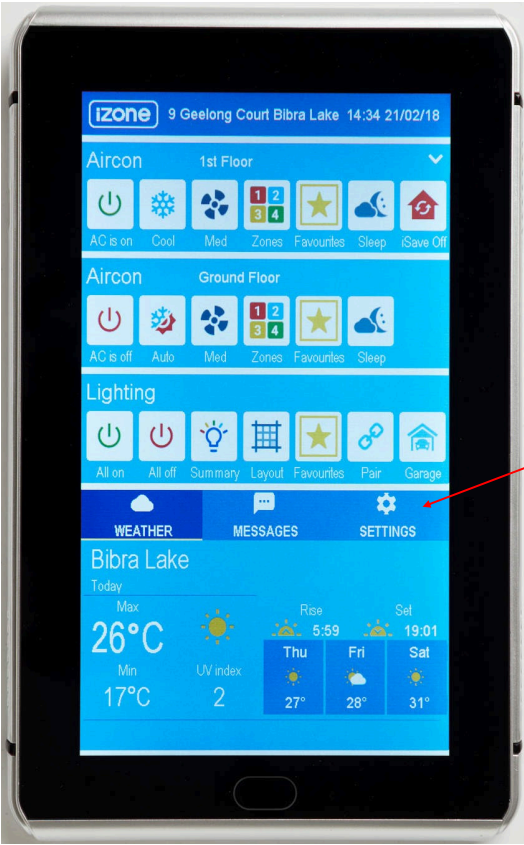 izone 9 Geelong Court Bibra Lake 14:34 21/02/18
Aircon 1st Floor
1 2
3 4
AC is on Cool Med Zones Favourites Sleep iSave Off
Aircon Ground Floor
1 2
3 4
AC is off Auto Med Zones Favourites Sleep
Lighting
All on All off Summary Layout Favourites Pair Garage
WEATHER MESSAGES SETTINGS
Bibra Lake
Today
Max Rise Set
26°C 5:59 19:01
Thu Fri Sat
Min UV index
17°C 2 27° 28° 31°